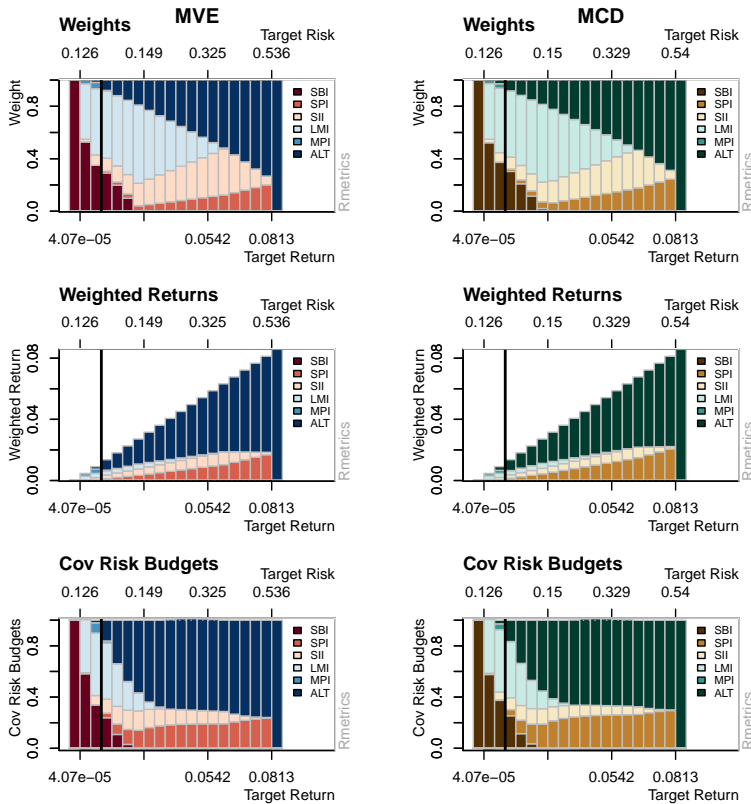 MVE
MCD
Weights
Target Risk
0.126 0.149 0.325 0.536
Weight
0.0 0.4 0.8
SBI
SPI
SII
LMI
MPI
ALT
Rmetrics
4.07e−05 0.0542 0.0813
Target Return
Weights
Target Risk
0.126 0.15 0.329 0.54
Weight
0.0 0.4 0.8
SBI
SPI
SII
LMI
MPI
ALT
Rmetrics
4.07e−05 0.0542 0.0813
Target Return
Weighted Returns
Target Risk
0.126 0.149 0.325 0.536
Weighted Return
0.00 0.04 0.08
SBI
SPI
SII
LMI
MPI
ALT
Rmetrics
4.07e−05 0.0542 0.0813
Target Return
Weighted Returns
Target Risk
0.126 0.15 0.329 0.54
Weighted Return
0.00 0.04 0.08
SBI
SPI
SII
LMI
MPI
ALT
Rmetrics
4.07e−05 0.0542 0.0813
Target Return
Cov Risk Budgets
Target Risk
0.126 0.149 0.325 0.536
Cov Risk Budgets
0.0 0.4 0.8
SBI
SPI
SII
LMI
MPI
ALT
Rmetrics
4.07e−05 0.0542 0.0813
Target Return
Cov Risk Budgets
Target Risk
0.126 0.15 0.329 0.54
Cov Risk Budgets
0.0 0.4 0.8
SBI
SPI
SII
LMI
MPI
ALT
Rmetrics
4.07e−05 0.0542 0.0813
Target Return